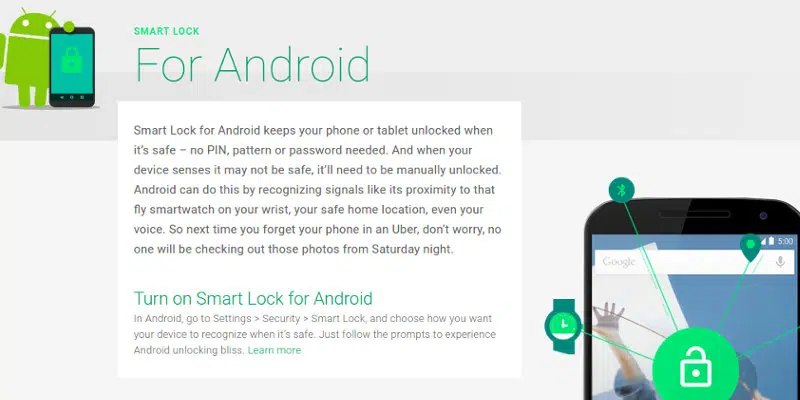 SMART LOCK
For Android
Smart Lock for Android keeps your phone or tablet unlocked when
it's safe – no PIN, pattern or password needed. And when your
device senses it may not be safe, it'll need to be manually unlocked.
Android can do this by recognizing signals like its proximity to that
fly smartwatch on your wrist, your safe home location, even your
voice. So next time you forget your phone in an Uber, don't worry, no
one will be checking out those photos from Saturday night.
Turn on Smart Lock for Android
In Android, go to Settings > Security > Smart Lock, and choose how you want
your device to recognize when it's safe. Just follow the prompts to experience
Android unlocking bliss. Learn more
5:00
Google